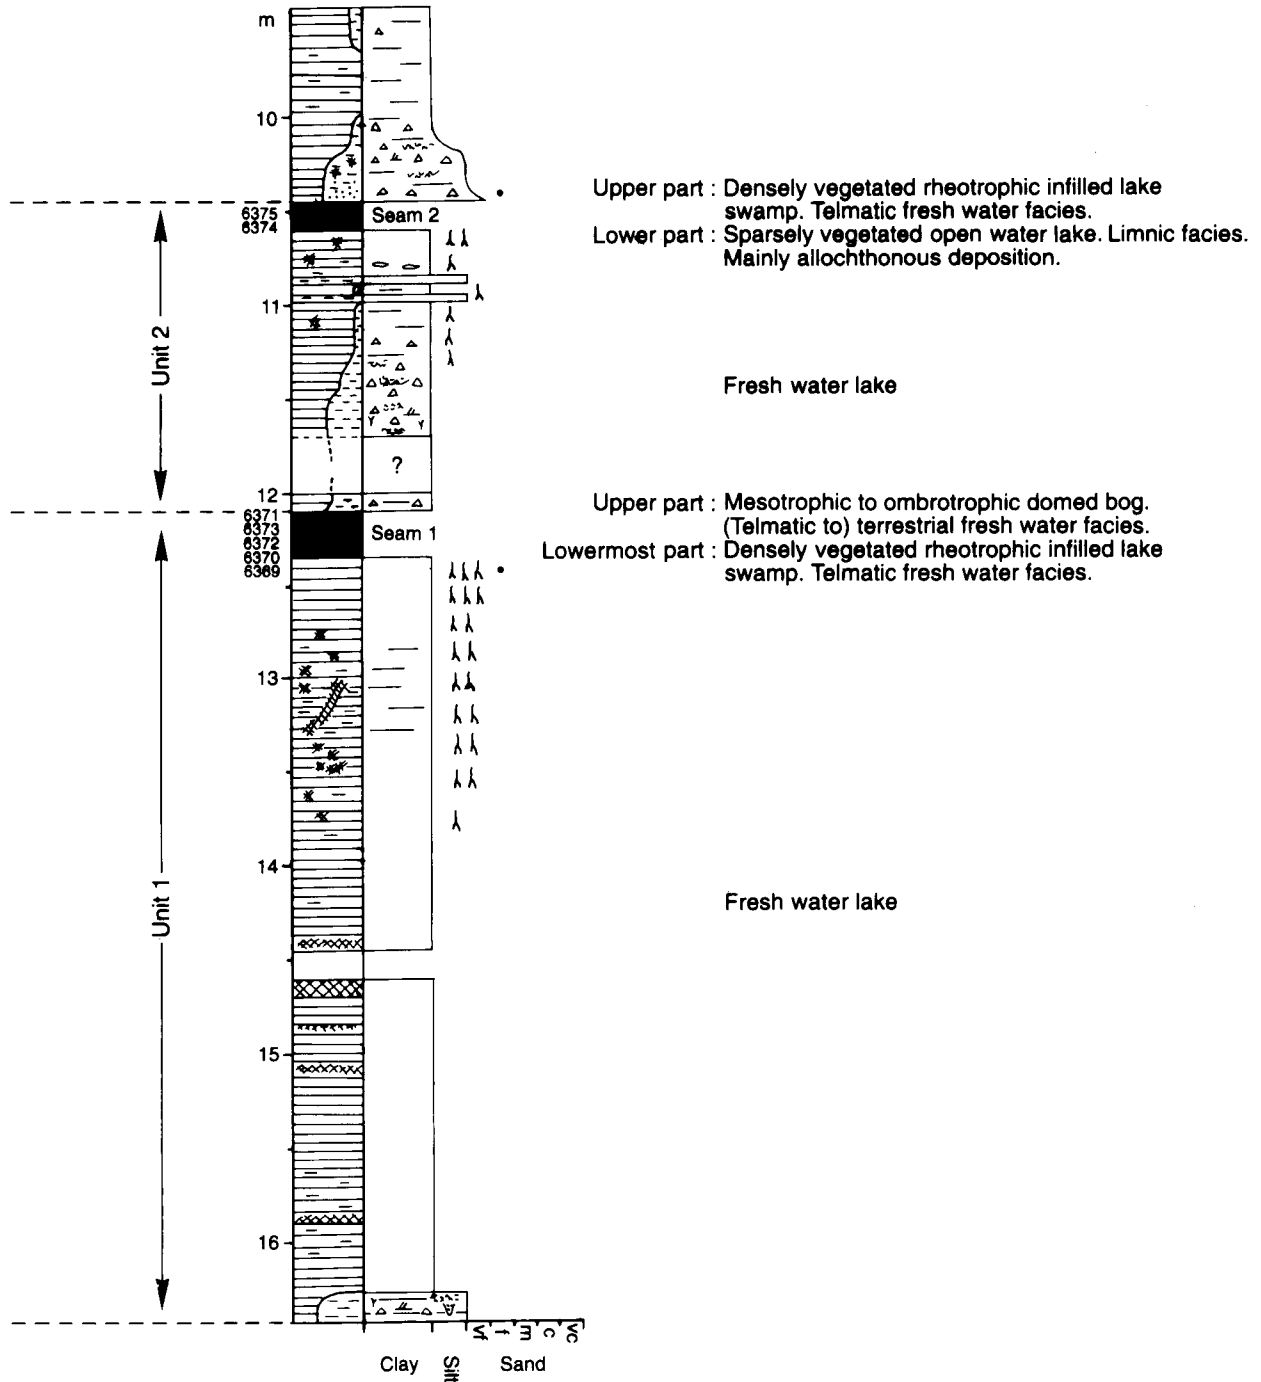 m
10
Upper part : Densely vegetated rheotrophic infilled lake
swamp. Telmatic fresh water facies.
6375
Seam 2
6374
Lower part : Sparsely vegetated open water lake. Limnic facies.
Mainly allochthonous deposition.
11
Unit 2
Fresh water lake
?
12
Upper part : Mesotrophic to ombrotrophic domed bog.
6371
(Telmatic to) terrestrial fresh water facies.
6373
Seam 1
6372
Lowermost part : Densely vegetated rheotrophic infilled lake
6370
swamp. Telmatic fresh water facies.
6369
13
14
Unit 1
Fresh water lake
15
16
Vf f m c vc
Clay Silt Sand